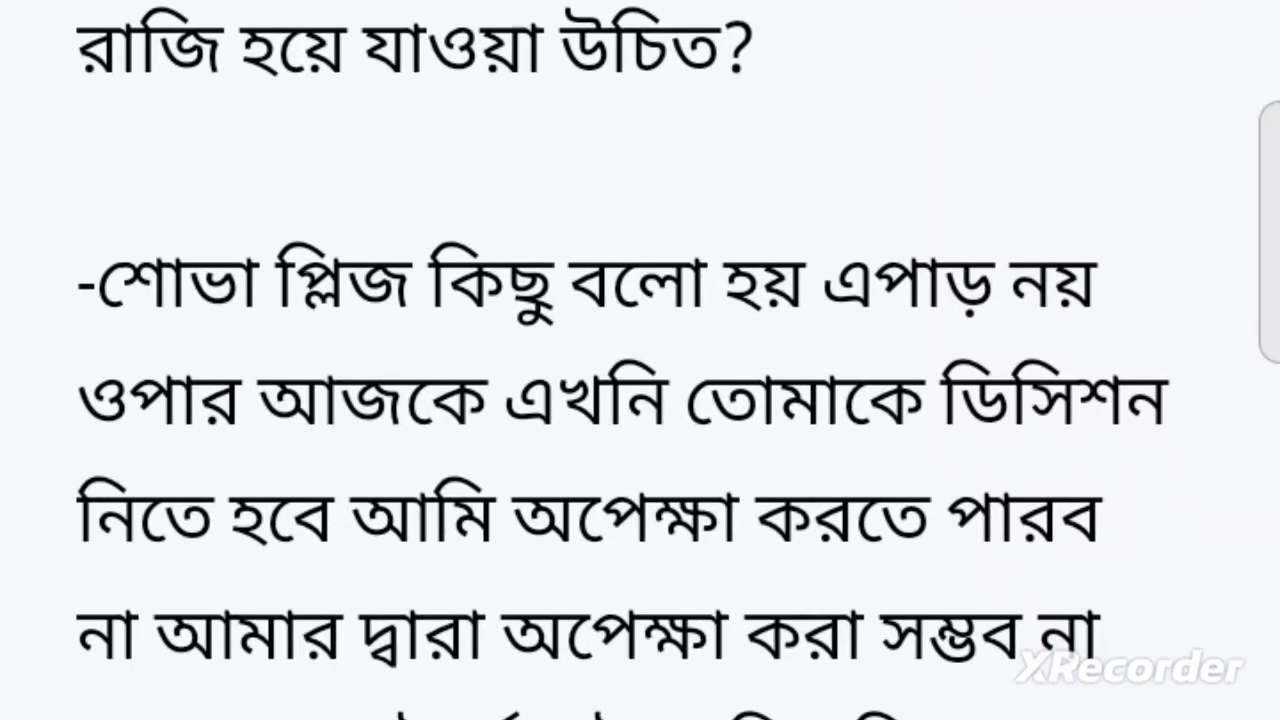 রাজি হয়ে যাওয়া উচিত?
-শোভা প্লিজ কিছু বলো হয় এপাড় নয়
ওপার আজকে এখনি তোমাকে ডিসিশন
নিতে হবে আমি অপেক্ষা করতে পারব
না আমার দ্বারা অপেক্ষা করা সম্ভব না
XRecorder